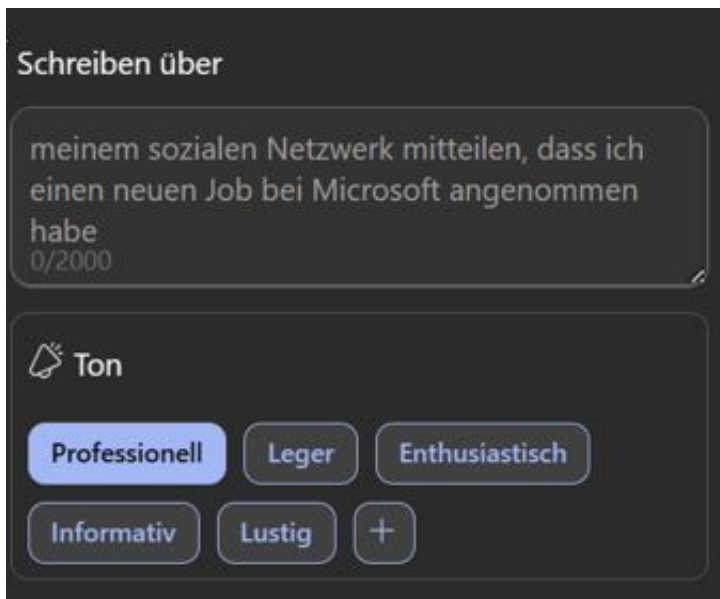 Schreiben über
meinem sozialen Netzwerk mitteilen, dass ich
einen neuen Job bei Microsoft angenommen
habe
0/2000
Ton
Professionell Leger Enthusiastisch
Informativ Lustig +